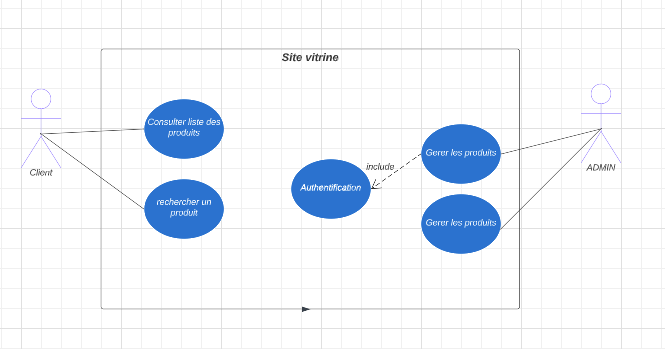 Site vitrine
Consulter liste des
produits
include
Gerer les produits
Client
ADMIN
Authentification
rechercher un
produit
Gerer les produits